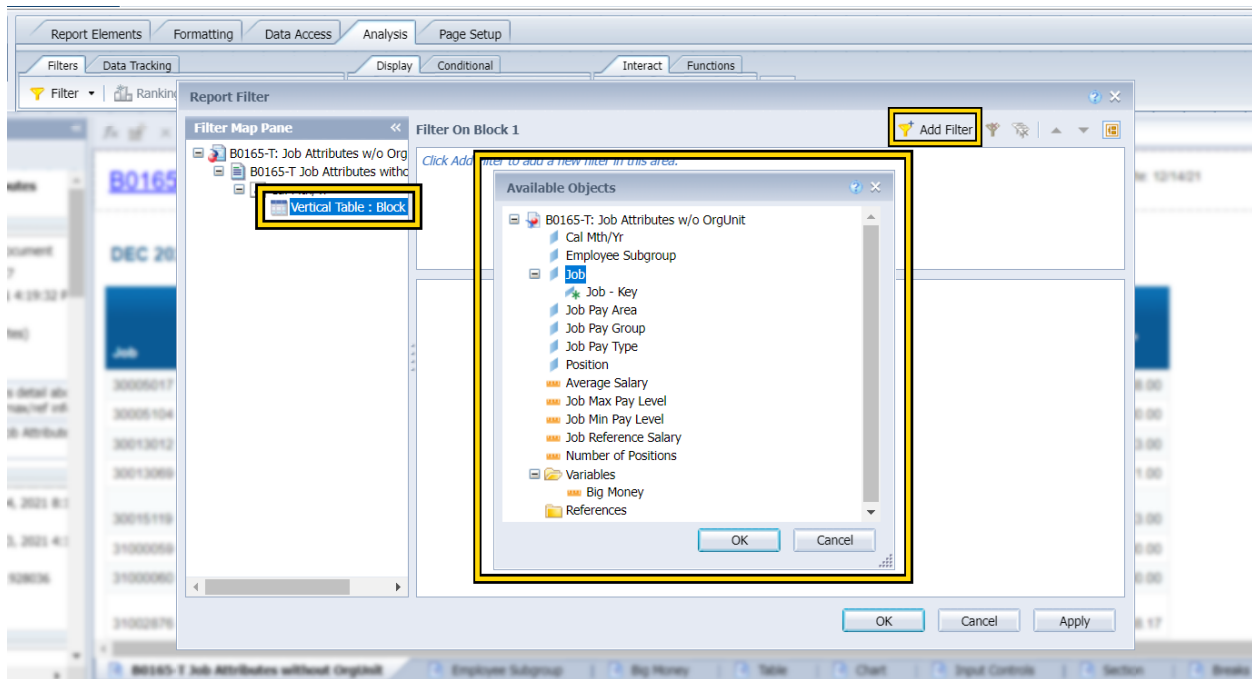 Report Elements Formatting Data Access Analysis Page Setup
Filters Data Tracking Display Conditional Interact Functions
Filter Ranking
Report Filter
Filter Map Pane Filter On Block 1 Add Filter
B0165-T: Job Attributes w/o Org
B0165-T Job Attributes witho
Vertical Table : Block
Click Add
to add a new filter in this area.
Available Objects
B0165-T: Job Attributes w/o OrgUnit
Cal Mth/Yr
Employee Subgroup
Job
Job - Key
Job Pay Area
Job Pay Group
Job Pay Type
Position
Average Salary
Job Max Pay Level
Job Min Pay Level
Job Reference Salary
Number of Positions
Variables
Big Money
References
OK Cancel
OK Cancel Apply
B0165
12/14/21
DEC 20
Job
30005017
30005104
30013012
30013069
30015119
31000059
31000060
31002876
B0165-T Job Attributes without OrgUnit Employee Subgroup Big Money Table Chart Input Controls Section Breaks